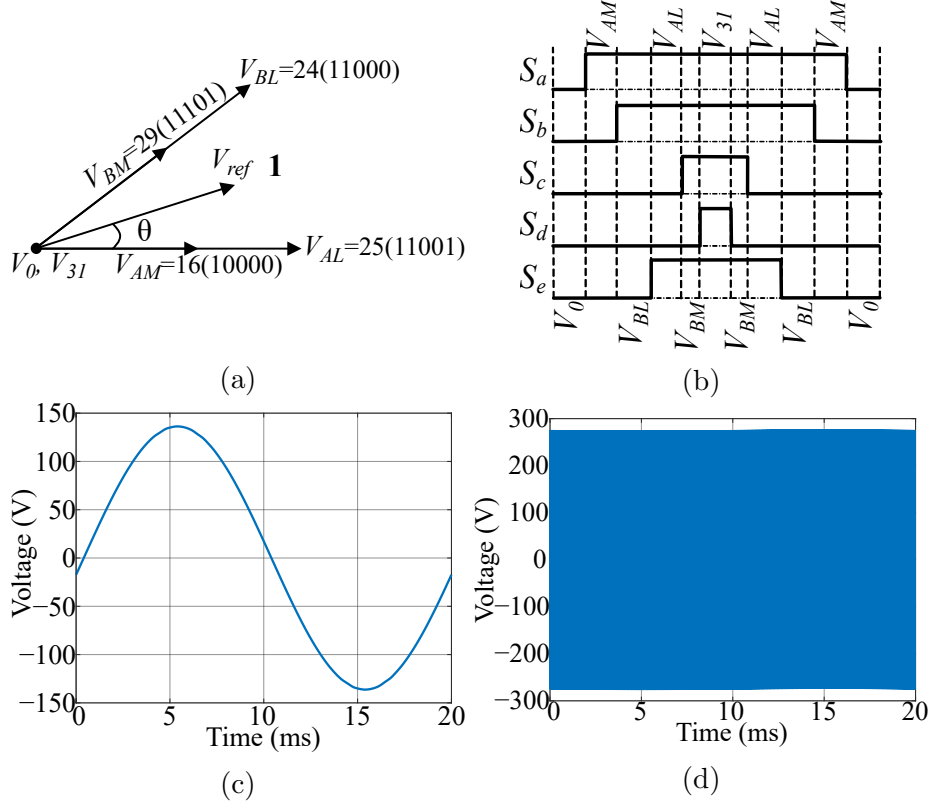 V_BL=24(11000)
V_BM=29(11101)
V_ref 1
θ
V_0, V_31 V_AM=16(10000) V_AL=25(11001)
(a)
V_AM V_AL V_31 V_AL V_AM
S_a
S_b
S_c
S_d
S_e
V_0 V_BL V_BM V_BM V_BL V_0
(b)
150
100
50
0
−50
−100
−150
Voltage (V)
0 5 10 15 20
Time (ms)
(c)
300
200
100
0
−100
−200
−300
Voltage (V)
0 5 10 15 20
Time (ms)
(d)